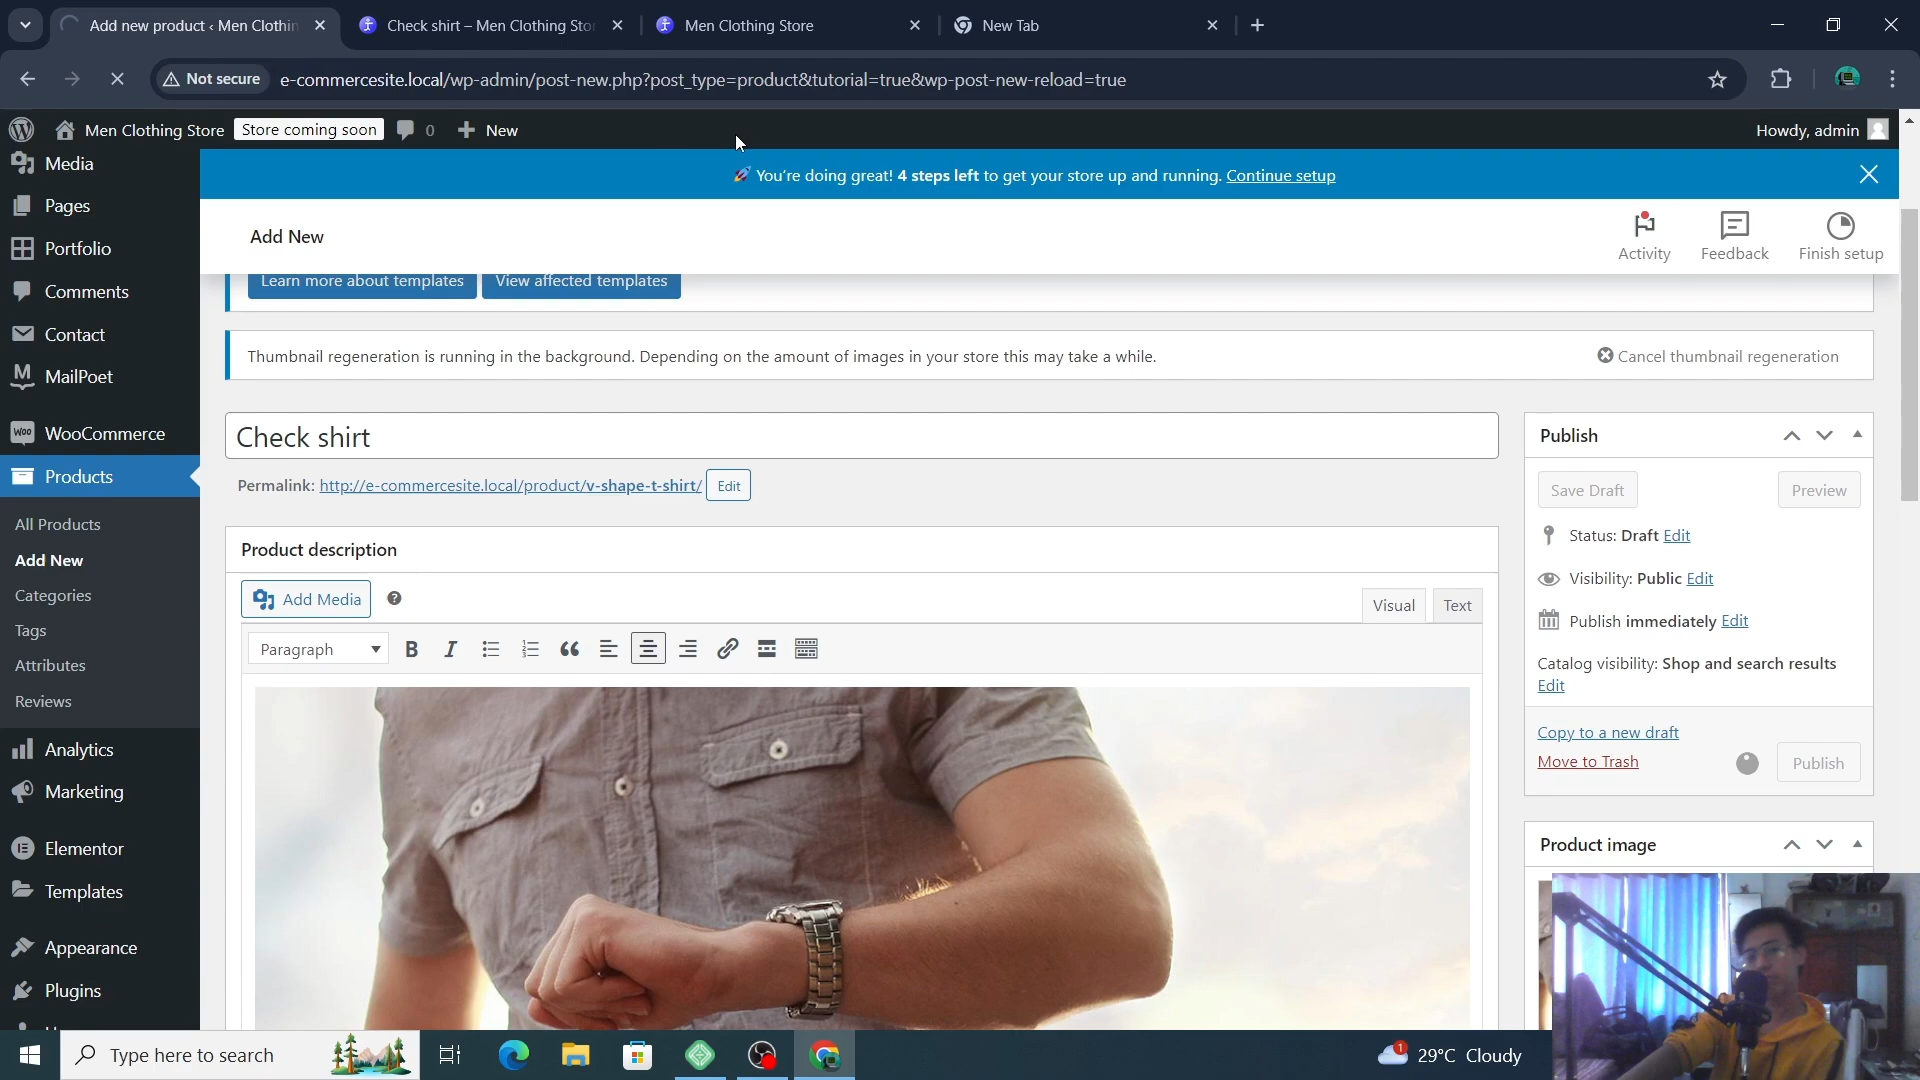 Add new product ‹ Men Clothin
Check shirt – Men Clothing Sto
Men Clothing Store
New Tab
Not secure
e-commercesite.local/wp-admin/post-new.php?post_type=product&tutorial=true&wp-post-new-reload=true
Men Clothing Store
Store coming soon
0
New
Howdy, admin
Media
Pages
Portfolio
Comments
Contact
MailPoet
WooCommerce
Products
All Products
Add New
Categories
Tags
Attributes
Reviews
Analytics
Marketing
Elementor
Templates
Appearance
Plugins
🚀 You're doing great! 4 steps left to get your store up and running. Continue setup
Add New
Activity
Feedback
Finish setup
Learn more about templates
View affected templates
Thumbnail regeneration is running in the background. Depending on the amount of images in your store this may take a while.
Cancel thumbnail regeneration
Check shirt
Permalink: http://e-commercesite.local/product/v-shape-t-shirt/ Edit
Product description
Add Media
Visual
Text
Paragraph
Publish
Save Draft
Preview
Status: Draft Edit
Visibility: Public Edit
Publish immediately Edit
Catalog visibility: Shop and search results
Edit
Copy to a new draft
Move to Trash
Publish
Product image
Type here to search
1
29°C Cloudy